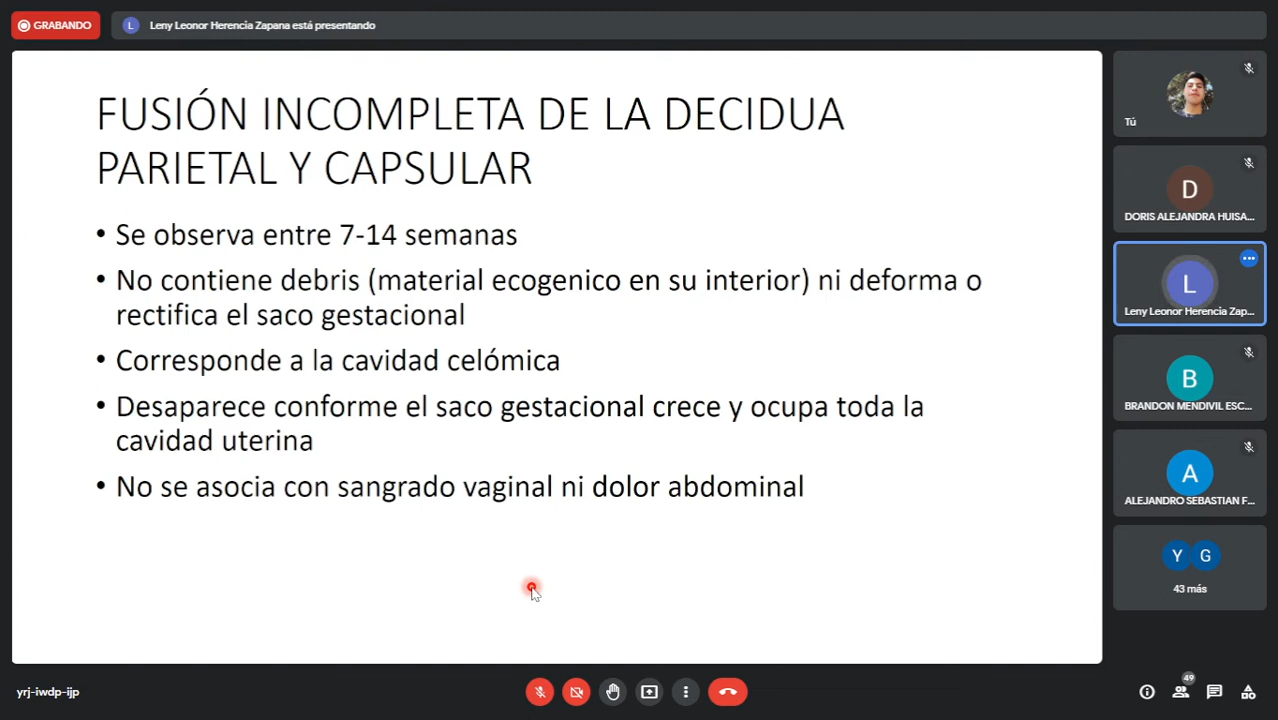 GRABANDO
L
Leny Leonor Herencia Zapana está presentando
FUSIÓN INCOMPLETA DE LA DECIDUA
PARIETAL Y CAPSULAR
• Se observa entre 7-14 semanas
• No contiene debris (material ecogenico en su interior) ni deforma o
rectifica el saco gestacional
• Corresponde a la cavidad celómica
• Desaparece conforme el saco gestacional crece y ocupa toda la
cavidad uterina
• No se asocia con sangrado vaginal ni dolor abdominal
Tú
D
DORIS ALEJANDRA HUISA...
L
Leny Leonor Herencia Zap...
B
BRANDON MENDIVIL ESC...
A
ALEJANDRO SEBASTIAN F...
Y G
43 más
yrj-iwdp-ijp
49